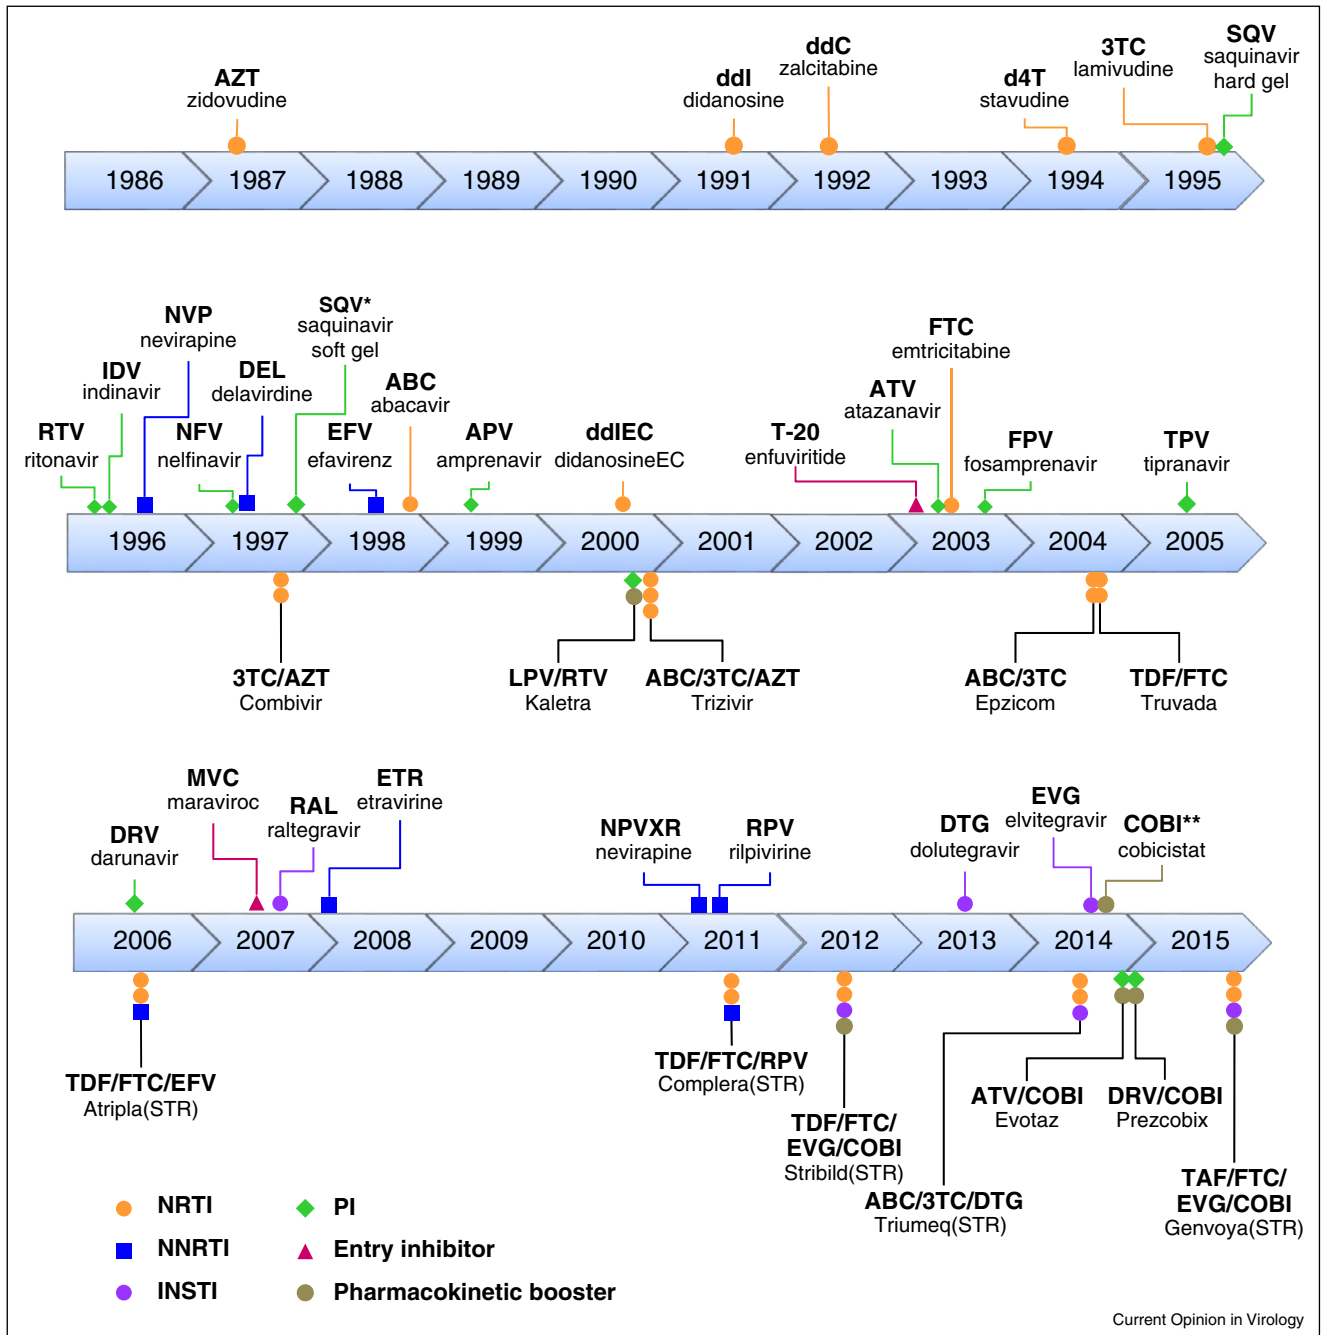 AZT
zidovudine
ddI
didanosine
ddC
zalcitabine
d4T
stavudine
3TC
lamivudine
SQV
saquinavir
hard gel
1986 1987 1988 1989 1990 1991 1992 1993 1994 1995
RTV
ritonavir
IDV
indinavir
NVP
nevirapine
NFV
nelfinavir
DEL
delavirdine
SQV*
saquinavir
soft gel
EFV
efavirenz
ABC
abacavir
APV
amprenavir
ddIEC
didanosineEC
T-20
enfuviritide
ATV
atazanavir
FTC
emtricitabine
FPV
fosamprenavir
TPV
tipranavir
1996 1997 1998 1999 2000 2001 2002 2003 2004 2005
3TC/AZT
Combivir
LPV/RTV
Kaletra
ABC/3TC/AZT
Trizivir
ABC/3TC
Epzicom
TDF/FTC
Truvada
DRV
darunavir
MVC
maraviroc
RAL
raltegravir
ETR
etravirine
NPVXR
nevirapine
RPV
rilpivirine
DTG
dolutegravir
EVG
elvitegravir
COBI**
cobicistat
2006 2007 2008 2009 2010 2011 2012 2013 2014 2015
TDF/FTC/EFV
Atripla(STR)
TDF/FTC/RPV
Complera(STR)
TDF/FTC/
EVG/COBI
Stribild(STR)
ABC/3TC/DTG
Triumeq(STR)
ATV/COBI
Evotaz
DRV/COBI
Prezcobix
TAF/FTC/
EVG/COBI
Genvoya(STR)
NRTI
NNRTI
INSTI
PI
Entry inhibitor
Pharmacokinetic booster
Current Opinion in Virology